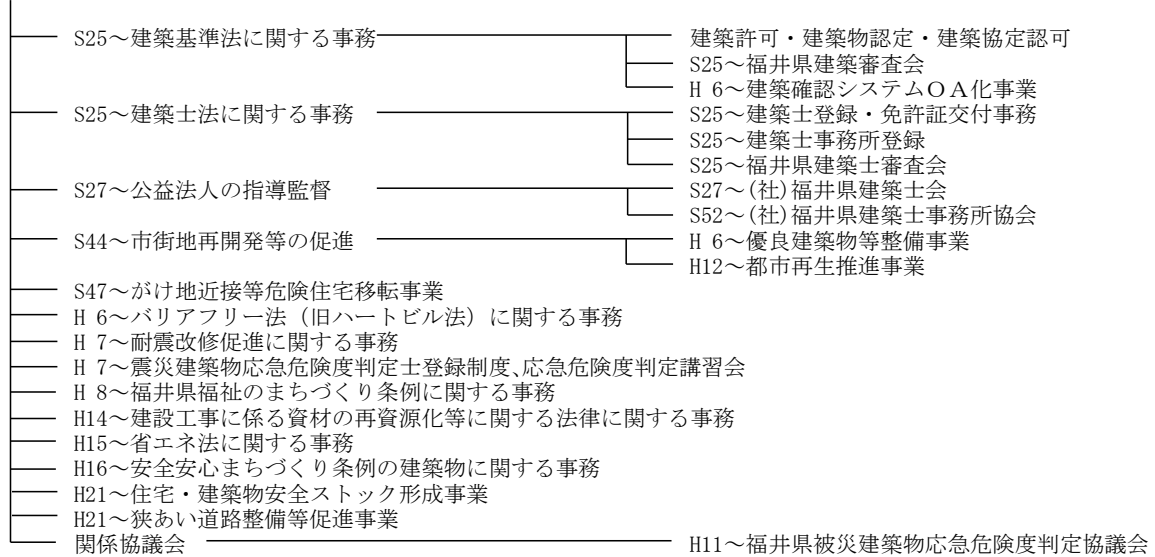 S25～建築基準法に関する事務 建築許可・建築物認定・建築協定認可
S25～福井県建築審査会
H 6～建築確認システムＯＡ化事業
S25～建築士法に関する事務 S25～建築士登録・免許証交付事務
S25～建築士事務所登録
S25～福井県建築士審査会
S27～公益法人の指導監督 S27～(社)福井県建築士会
S52～(社)福井県建築士事務所協会
S44～市街地再開発等の促進 H 6～優良建築物等整備事業
H12～都市再生推進事業
S47～がけ地近接等危険住宅移転事業
H 6～バリアフリー法（旧ハートビル法）に関する事務
H 7～耐震改修促進に関する事務
H 7～震災建築物応急危険度判定士登録制度、応急危険度判定講習会
H 8～福井県福祉のまちづくり条例に関する事務
H14～建設工事に係る資材の再資源化等に関する法律に関する事務
H15～省エネ法に関する事務
H16～安全安心まちづくり条例の建築物に関する事務
H21～住宅・建築物安全ストック形成事業
H21～狭あい道路整備等促進事業
関係協議会 H11～福井県被災建築物応急危険度判定協議会